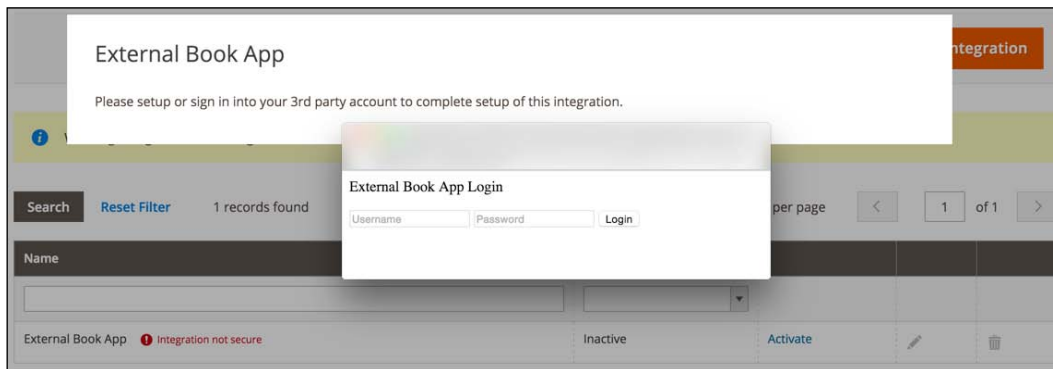 External Book App
ntegration
Please setup or sign in into your 3rd party account to complete setup of this integration.
External Book App Login
Username Password Login
Search Reset Filter 1 records found per page 1 of 1
Name
External Book App Integration not secure Inactive Activate